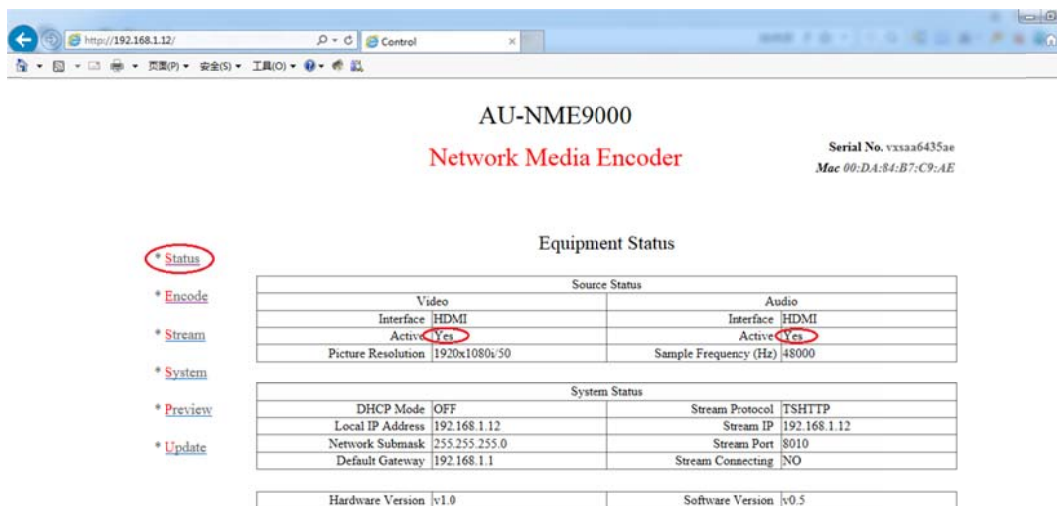 http://192.168.1.12/
Control
页面(P) 安全(S) 工具(O)
AU-NME9000
Network Media Encoder
Serial No. vxsaa6435ae
Mac 00:DA:84:B7:C9:AE
Equipment Status
* Status
* Encode
* Stream
* System
* Preview
* Update
Source Status
Video Audio
Interface HDMI Interface HDMI
Active Yes Active Yes
Picture Resolution 1920x1080i/50 Sample Frequency (Hz) 48000
System Status
DHCP Mode OFF Stream Protocol TSHTTP
Local IP Address 192.168.1.12 Stream IP 192.168.1.12
Network Submask 255.255.255.0 Stream Port 8010
Default Gateway 192.168.1.1 Stream Connecting NO
Hardware Version v1.0 Software Version v0.5